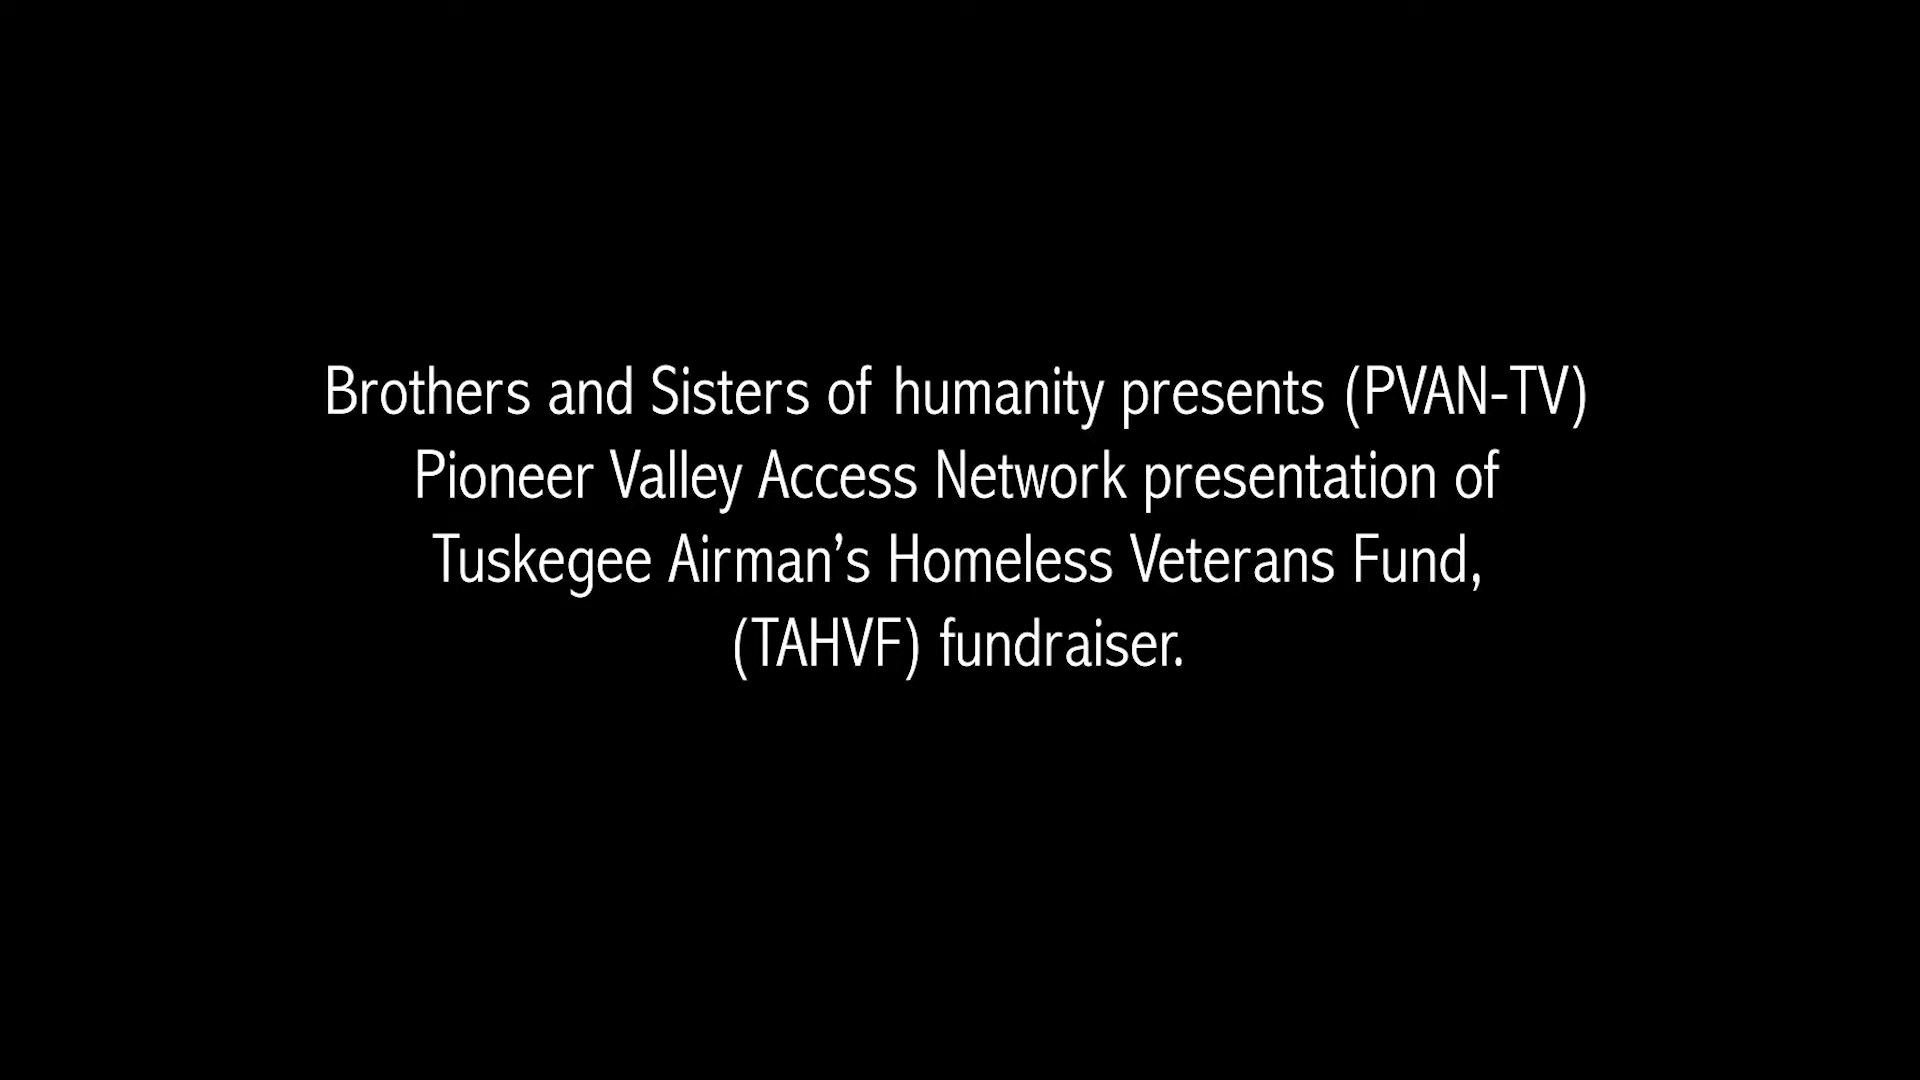 Brothers and Sisters of humanity presents (PVAN-TV)
Pioneer Valley Access Network presentation of
Tuskegee Airman’s Homeless Veterans Fund,
(TAHVF) fundraiser.